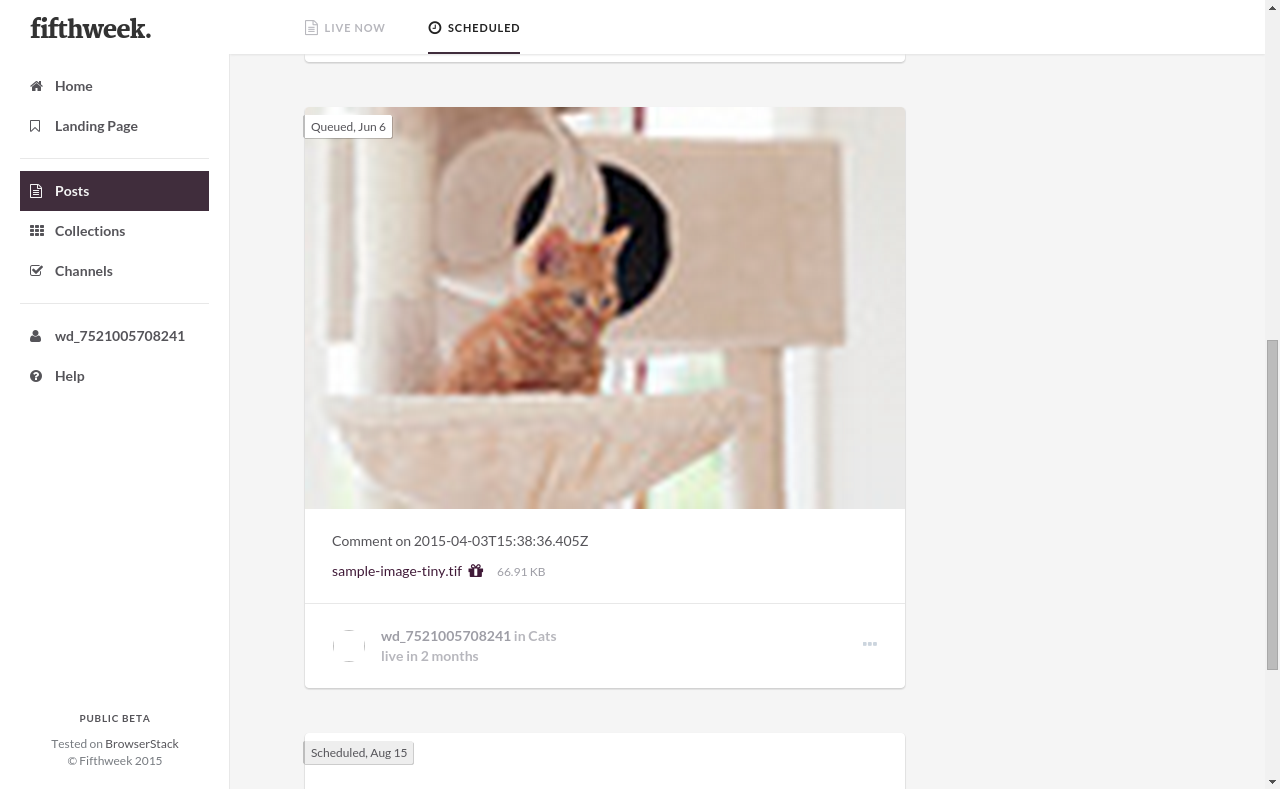 fifthweek.
LIVE NOW
SCHEDULED
Home
Landing Page
Posts
Collections
Channels
wd_7521005708241
Help
PUBLIC BETA
Tested on BrowserStack
© Fifthweek 2015
Queued, Jun 6
Comment on 2015-04-03T15:38:36.405Z
sample-image-tiny.tif 66.91 KB
wd_7521005708241 in Cats
live in 2 months
Scheduled, Aug 15